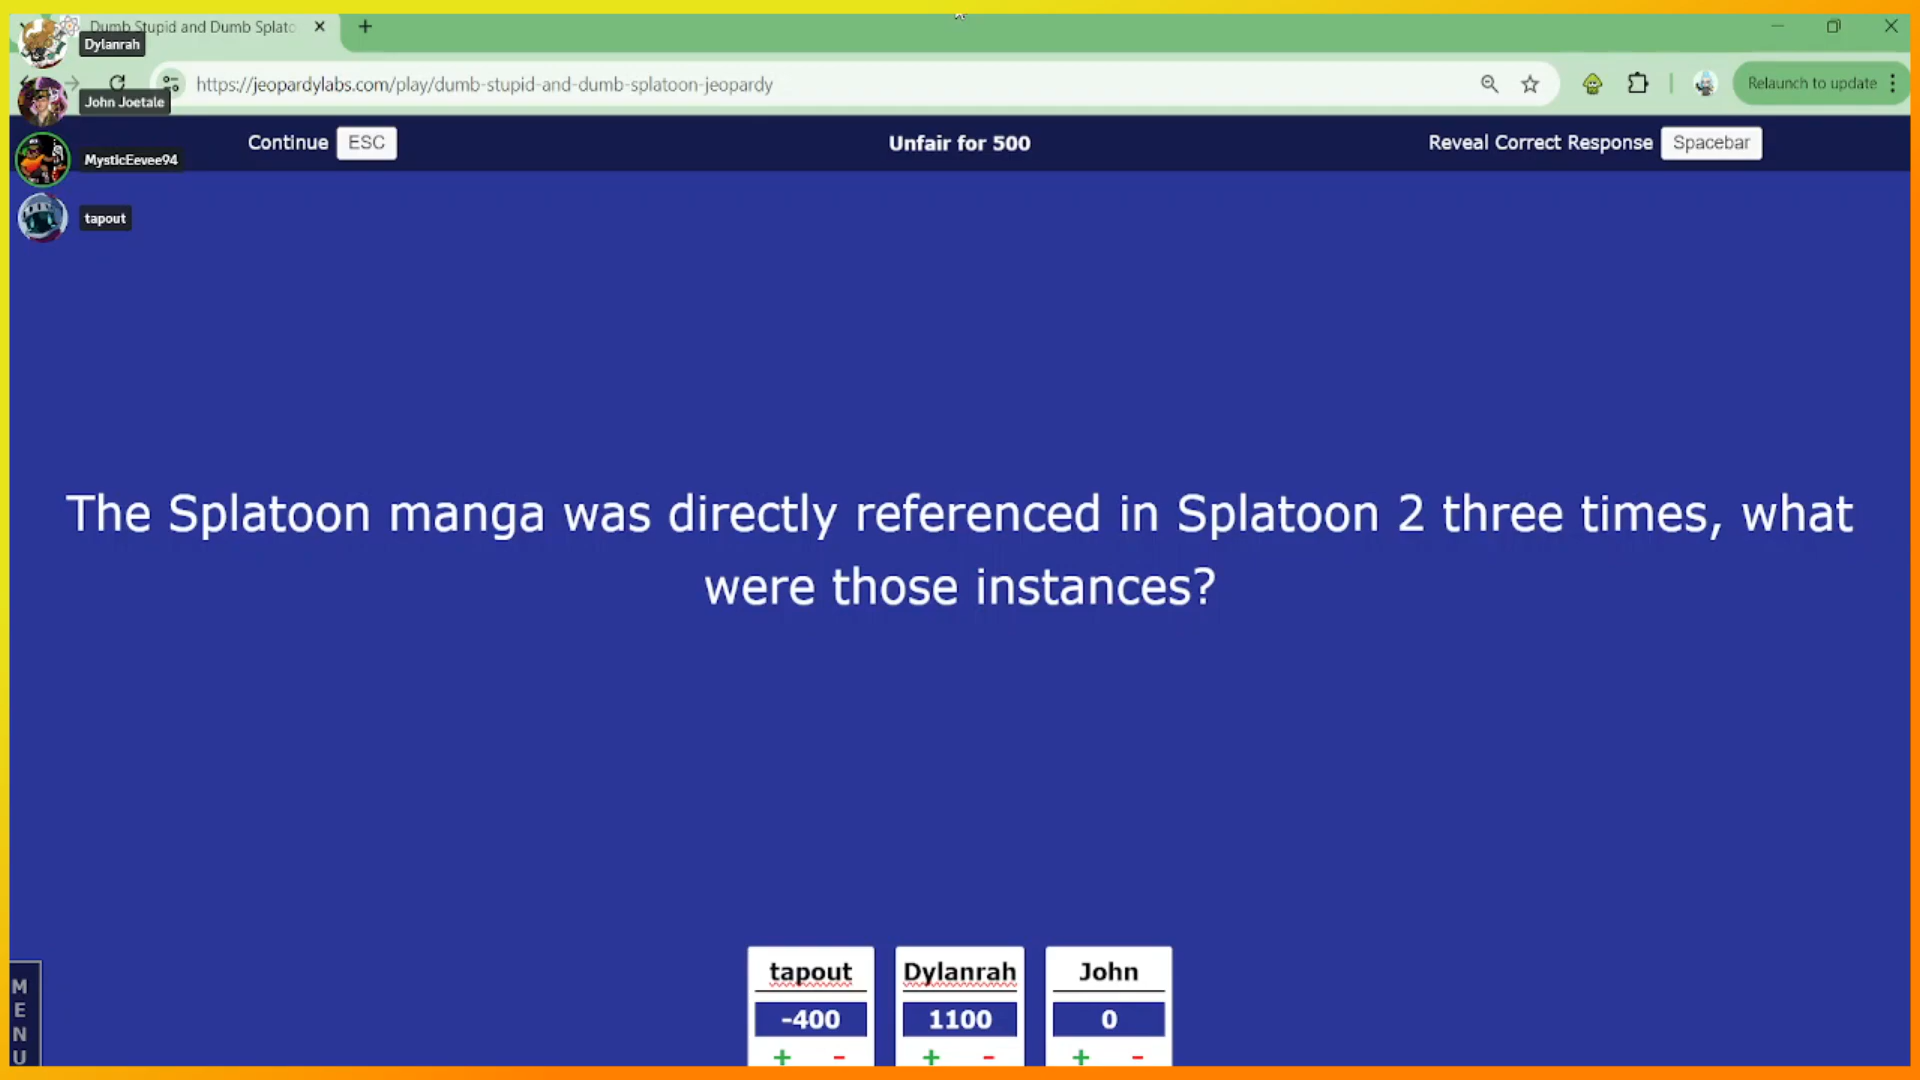 Dumb Stupid and Dumb Splato
Dylanrah
https://jeopardylabs.com/play/dumb-stupid-and-dumb-splatoon-jeopardy
Relaunch to update
John Joetale
Continue ESC
Unfair for 500
Reveal Correct Response Spacebar
MysticEevee94
tapout
The Splatoon manga was directly referenced in Splatoon 2 three times, what
were those instances?
tapout Dylanrah John
-400 1100 0
+ - + - + -
MENU